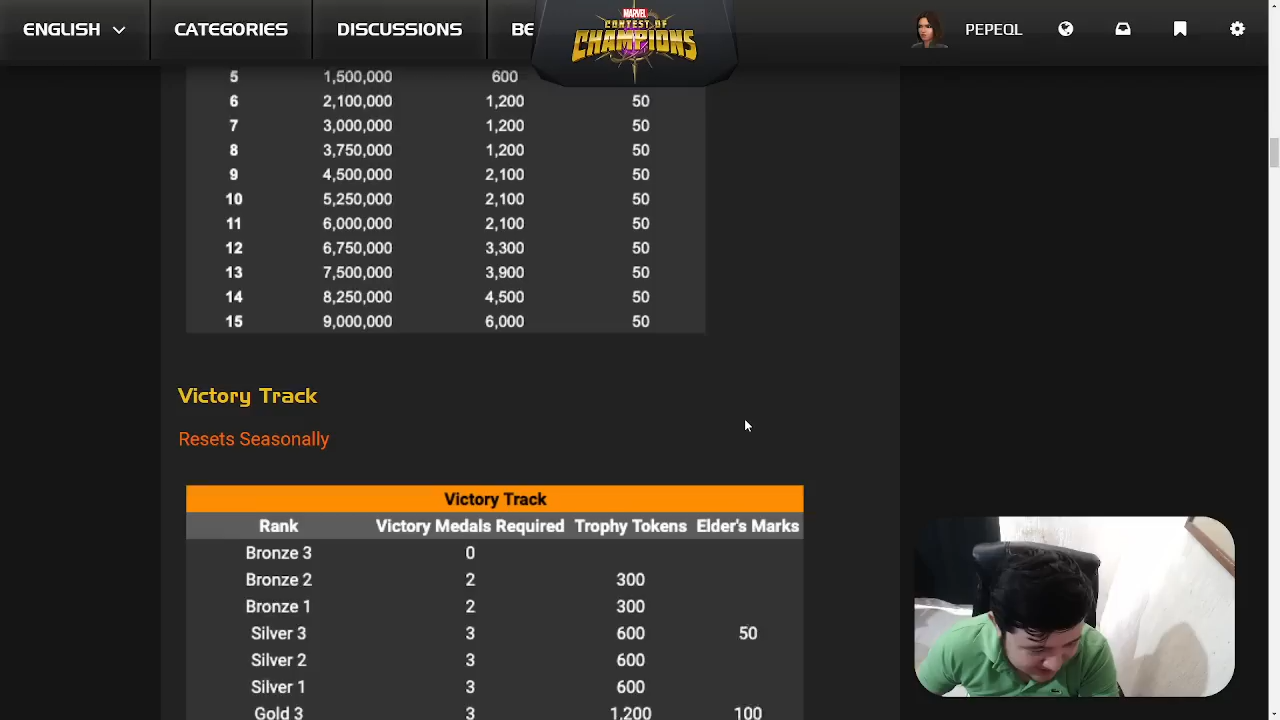 ENGLISH CATEGORIES DISCUSSIONS BE MARVEL CONTEST OF CHAMPIONS PEPEQL
5 1,500,000 600
6 2,100,000 1,200 50
7 3,000,000 1,200 50
8 3,750,000 1,200 50
9 4,500,000 2,100 50
10 5,250,000 2,100 50
11 6,000,000 2,100 50
12 6,750,000 3,300 50
13 7,500,000 3,900 50
14 8,250,000 4,500 50
15 9,000,000 6,000 50
Victory Track
Resets Seasonally
Victory Track
Rank Victory Medals Required Trophy Tokens Elder's Marks
Bronze 3 0
Bronze 2 2 300
Bronze 1 2 300
Silver 3 3 600 50
Silver 2 3 600
Silver 1 3 600
Gold 3 3 1,200 100